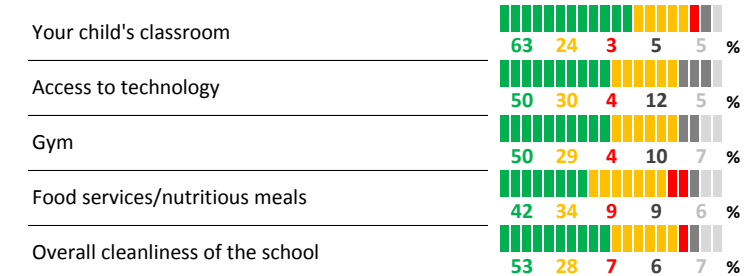 Your child's classroom
63 24 3 5 5 %
Access to technology
50 30 4 12 5 %
Gym
50 29 4 10 7 %
Food services/nutritious meals
42 34 9 9 6 %
Overall cleanliness of the school
53 28 7 6 7 %